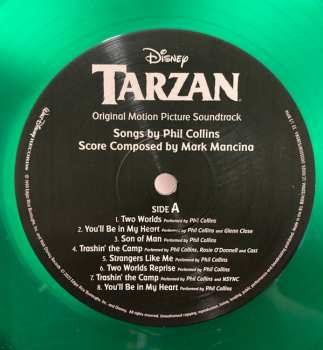 Disney
TARZAN
Original Motion Picture Soundtrack
Songs by Phil Collins
Score Composed by Mark Mancina
SIDE A
1. Two Worlds Performed by Phil Collins
2. You'll Be in My Heart Performed by Phil Collins and Glenn Close
3. Son of Man Performed by Phil Collins
4. Trashin' the Camp Performed by Phil Collins, Rosie O'Donnell and Cast
5. Strangers Like Me Performed by Phil Collins
6. Two Worlds Reprise Performed by Phil Collins
7. Trashin' the Camp Performed by Phil Collins and NSYNC
8. You'll Be in My Heart Performed by Phil Collins
Walt Disney RECORDS